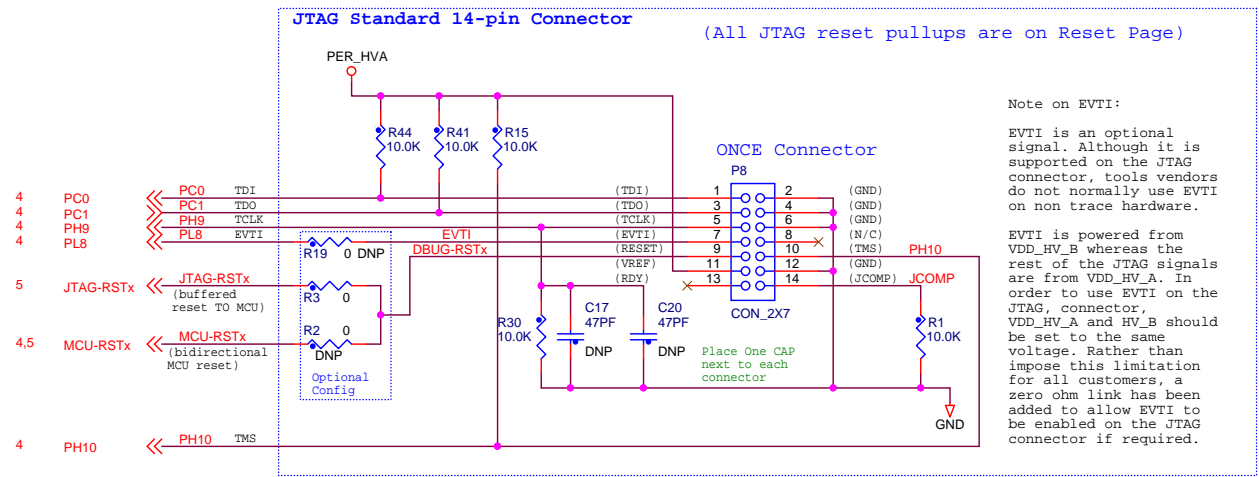 JTAG Standard 14-pin Connector
(All JTAG reset pullups are on Reset Page)
PER_HVA
R44
10.0K
R41
10.0K
R15
10.0K
ONCE Connector
P8
4 PC0 PC0 TDI (TDI) 1 2 (GND)
4 PC1 PC1 TDO (TDO) 3 4 (GND)
4 PH9 PH9 TCLK (TCLK) 5 6 (GND)
4 PL8 PL8 EVTI EVTI (EVTI) 7 8 (N/C)
R19 0 DNP DBUG-RSTx (RESET) 9 10 (TMS) PH10
(VREF) 11 12 (GND)
5 JTAG-RSTx JTAG-RSTx (RDY) 13 14 (JCOMP) JCOMP
(buffered
reset TO MCU)
R3 0
CON_2X7
R2 0
DNP
4,5 MCU-RSTx MCU-RSTx
(bidirectional
MCU reset)
Optional
Config
R30
10.0K
C17
47PF
DNP
C20
47PF
DNP
Place One CAP
next to each
connector
R1
10.0K
GND
4 PH10 PH10 TMS
Note on EVTI:
EVTI is an optional
signal. Although it is
supported on the JTAG
connector, tools vendors
do not normally use EVTI
on non trace hardware.
EVTI is powered from
VDD_HV_B whereas the
rest of the JTAG signals
are from VDD_HV_A. In
order to use EVTI on the
JTAG, connector,
VDD_HV_A and HV_B should
be set to the same
voltage. Rather than
impose this limitation
for all customers, a
zero ohm link has been
added to allow EVTI to
be enabled on the JTAG
connector if required.